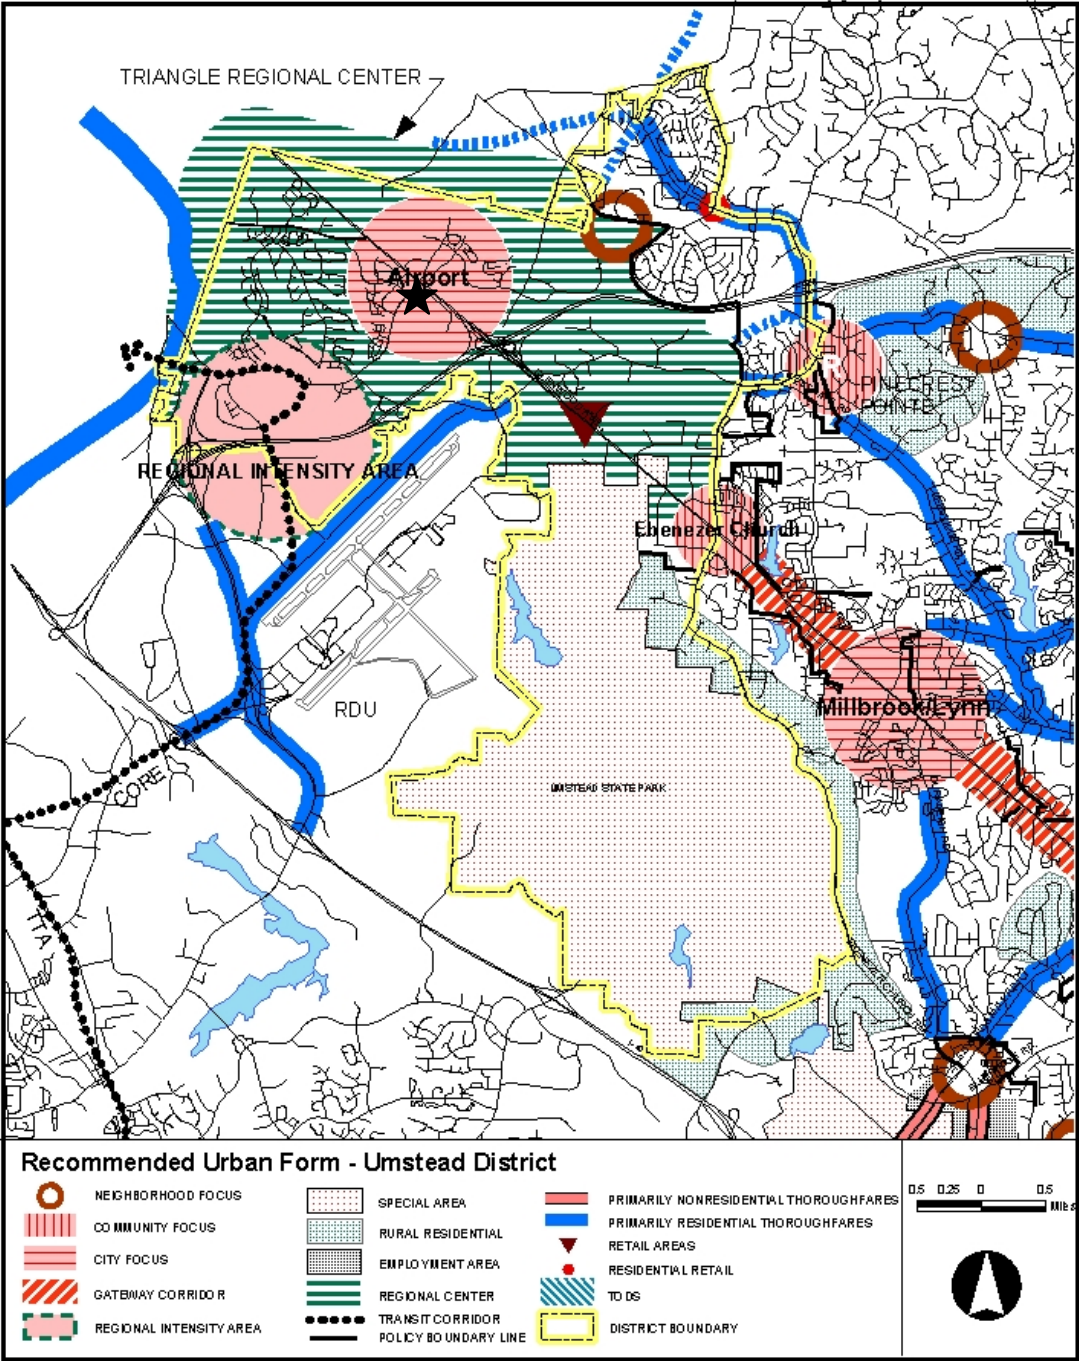 TRIANGLE REGIONAL CENTER
Airport
R
PINECREST
POINTE
REGIONAL INTENSITY AREA
Ebenezer Church
Millbrook/Lynn
RDU
UMSTEAD STATE PARK
CORE
TTA
Recommended Urban Form - Umstead District
NEIGHBORHOOD FOCUS
COMMUNITY FOCUS
CITY FOCUS
GATEWAY CORRIDOR
REGIONAL INTENSITY AREA
SPECIAL AREA
RURAL RESIDENTIAL
EMPLOYMENT AREA
REGIONAL CENTER
TRANSIT CORRIDOR
POLICY BOUNDARY LINE
PRIMARILY NONRESIDENTIAL THOROUGHFARES
PRIMARILY RESIDENTIAL THOROUGHFARES
RETAIL AREAS
RESIDENTIAL RETAIL
TODS
DISTRICT BOUNDARY
0.5 0.25 0 0.5
Miles